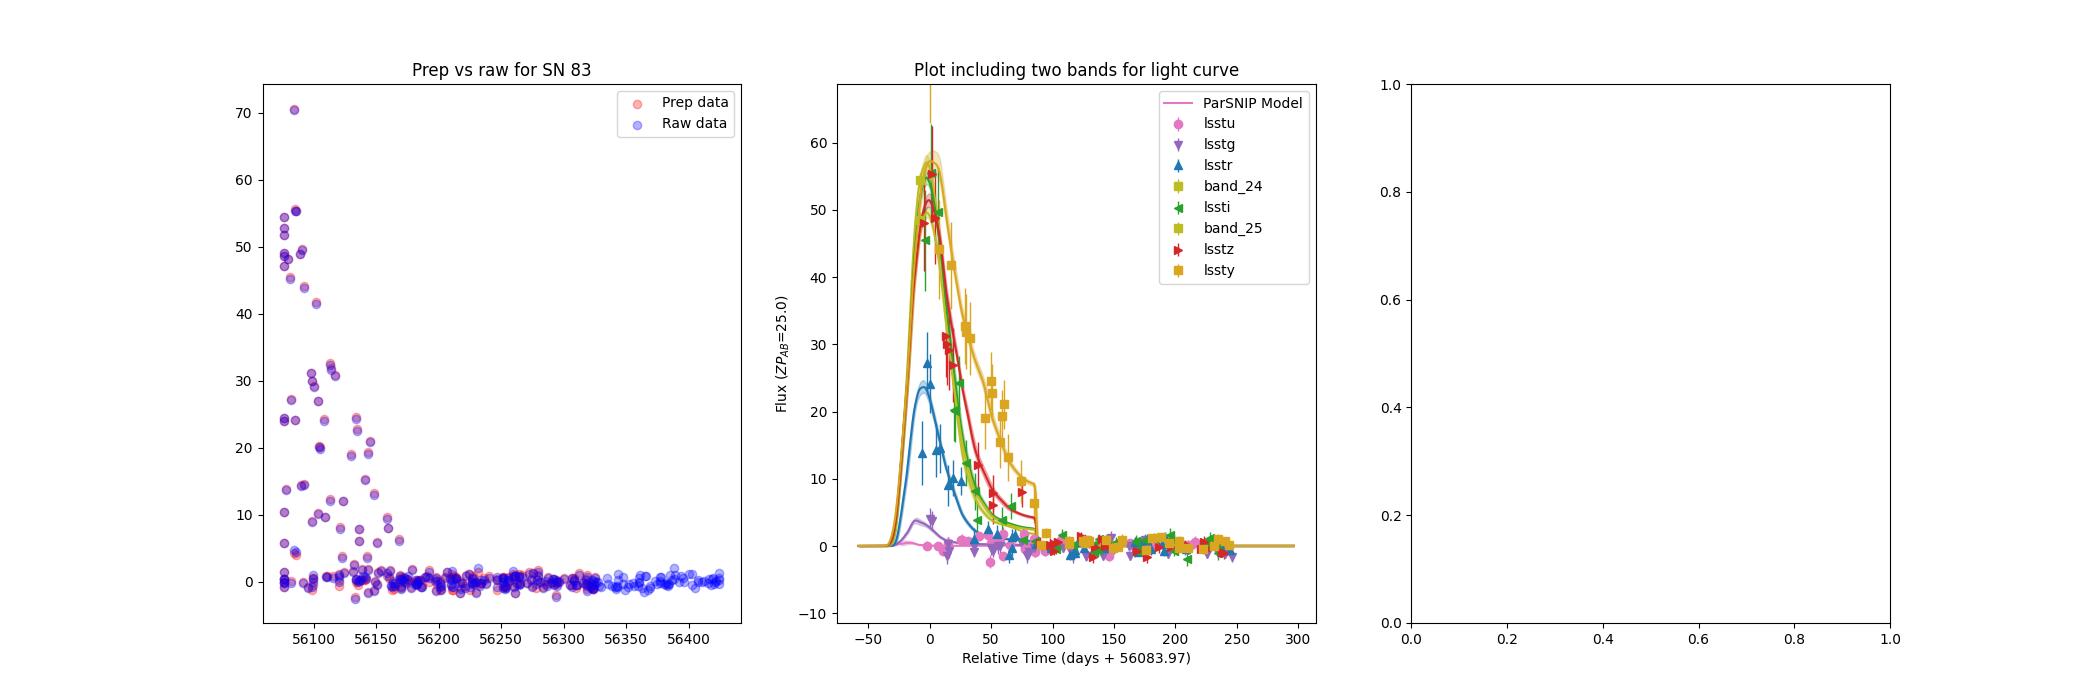 Prep vs raw for SN 83
Prep data
Raw data
70
60
50
40
30
20
10
0
56100
56150
56200
56250
56300
56350
56400
Plot including two bands for light curve
ParSNIP Model
lsstu
lsstg
lsstr
band_24
lssti
band_25
lsstz
lssty
Flux (ZP_AB=25.0)
60
50
40
30
20
10
0
−10
−50
0
50
100
150
200
250
300
Relative Time (days + 56083.97)
1.0
0.8
0.6
0.4
0.2
0.0
0.0
0.2
0.4
0.6
0.8
1.0